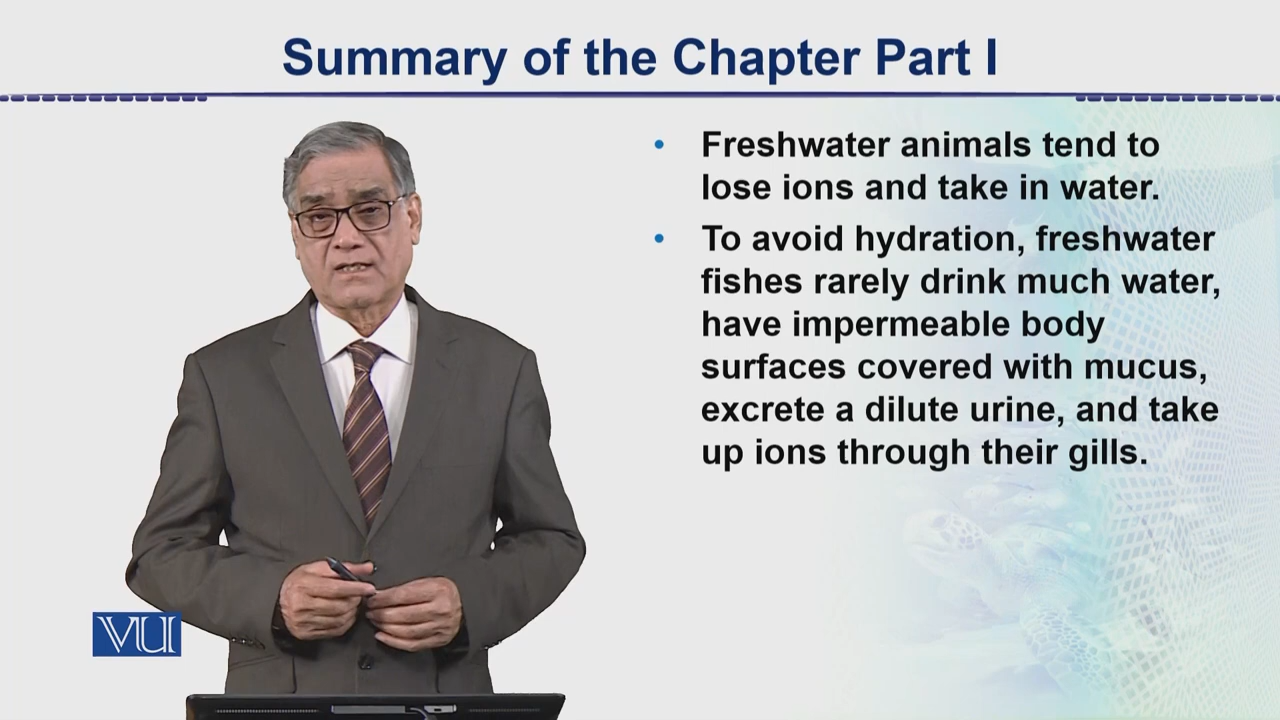 Summary of the Chapter Part I
• Freshwater animals tend to
lose ions and take in water.
• To avoid hydration, freshwater
fishes rarely drink much water,
have impermeable body
surfaces covered with mucus,
excrete a dilute urine, and take
up ions through their gills.
VU